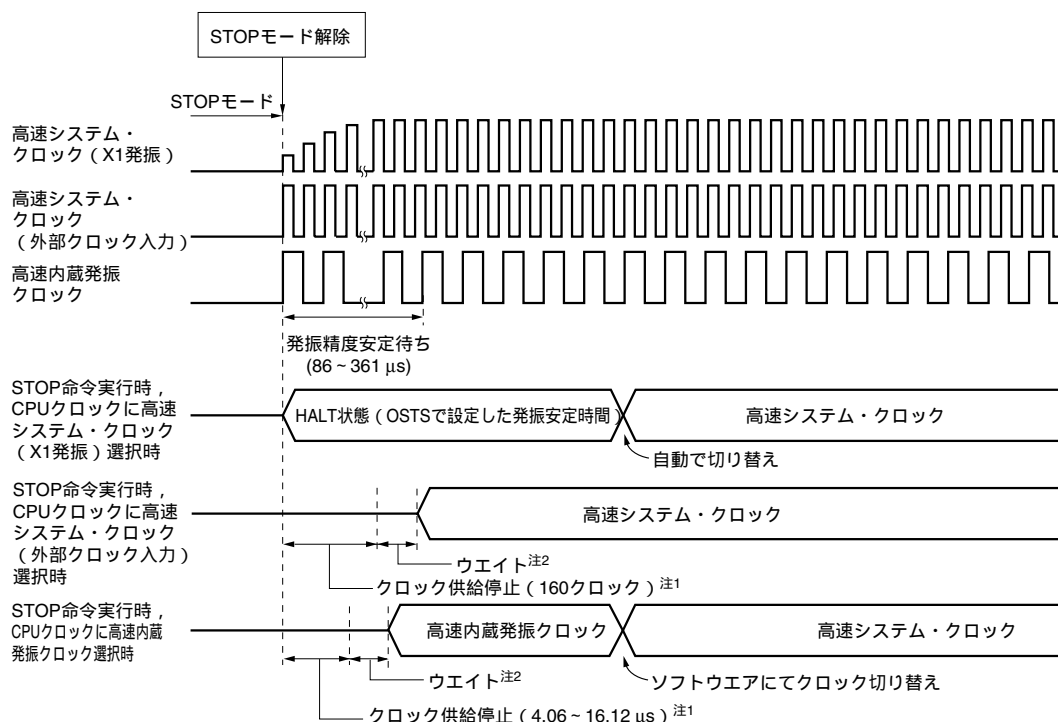 STOPモード解除
STOPモード
高速システム・
クロック（X1発振）
高速システム・
クロック
（外部クロック入力）
高速内蔵発振
クロック
発振精度安定待ち
(86～361 μs)
STOP命令実行時，
CPUクロックに高速
システム・クロック
（X1発振）選択時
HALT状態（OSTSで設定した発振安定時間）
高速システム・クロック
自動で切り替え
STOP命令実行時，
CPUクロックに高速
システム・クロック
（外部クロック入力）
選択時
高速システム・クロック
ウエイト注2
クロック供給停止（160クロック）注1
STOP命令実行時，
CPUクロックに高速内蔵
発振クロック選択時
高速内蔵発振クロック
高速システム・クロック
ウエイト注2
ソフトウエアにてクロック切り替え
クロック供給停止（4.06～16.12 μs）注1